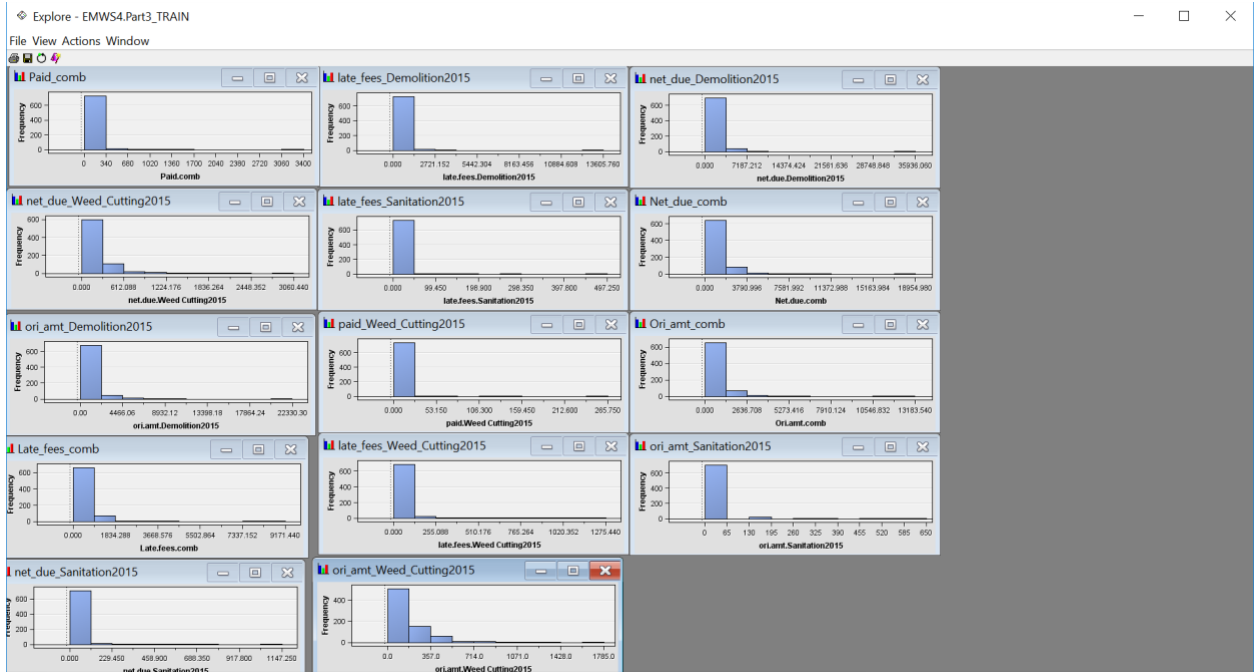 Explore - EMWS4.Part3_TRAIN
File View Actions Window
Paid_comb
Frequency
600
400
200
0
0 340 680 1020 1360 1700 2040 2380 2720 3060 3400
Paid.comb
late_fees_Demolition2015
Frequency
600
400
200
0
0.000 2721.152 5442.304 8163.456 10884.608 13605.760
late.fees.Demolition2015
net_due_Demolition2015
Frequency
600
400
200
0
0.000 7187.212 14374.424 21561.636 28748.848 35936.060
net.due.Demolition2015
net_due_Weed_Cutting2015
Frequency
600
400
200
0
0.000 612.088 1224.176 1836.264 2448.352 3060.440
net.due.Weed Cutting2015
late_fees_Sanitation2015
Frequency
600
400
200
0
0.000 99.450 198.900 298.350 397.800 497.250
late.fees.Sanitation2015
Net_due_comb
Frequency
600
400
200
0
0.000 3790.996 7581.992 11372.988 15163.984 18954.980
Net.due.comb
ori_amt_Demolition2015
Frequency
600
400
200
0
0.00 4466.06 8932.12 13398.18 17864.24 22330.30
ori.amt.Demolition2015
paid_Weed_Cutting2015
Frequency
600
400
200
0
0.000 53.150 106.300 159.450 212.600 265.750
paid.Weed Cutting2015
Ori_amt_comb
Frequency
600
400
200
0
0.000 2636.708 5273.416 7910.124 10546.832 13183.540
Ori.amt.comb
Late_fees_comb
Frequency
600
400
200
0
0.000 1834.288 3668.576 5502.864 7337.152 9171.440
Late.fees.comb
late_fees_Weed_Cutting2015
Frequency
600
400
200
0
0.000 255.088 510.176 765.264 1020.352 1275.440
late.fees.Weed Cutting2015
ori_amt_Sanitation2015
Frequency
600
400
200
0
0 65 130 195 260 325 390 455 520 585 650
ori.amt.Sanitation2015
net_due_Sanitation2015
Frequency
600
400
200
0
0.000 229.450 458.900 688.350 917.800 1147.250
net.due.Sanitation2015
ori_amt_Weed_Cutting2015
Frequency
400
200
0
0.0 357.0 714.0 1071.0 1428.0 1785.0
ori.amt.Weed Cutting2015